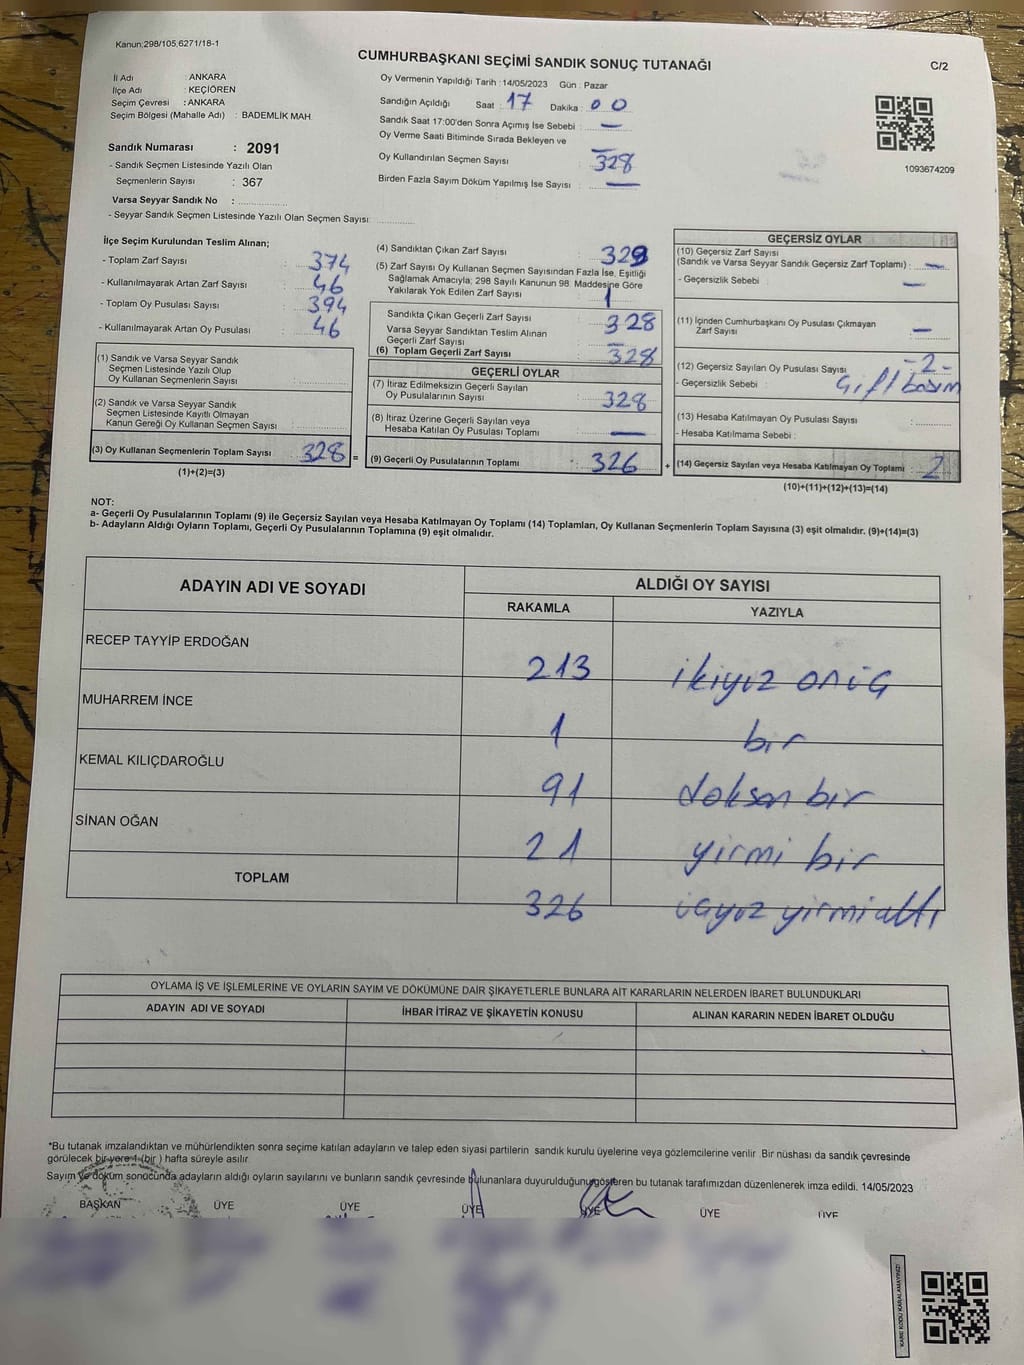 Kanun;298/105,6271/18-1
CUMHURBAŞKANI SEÇİMİ SANDIK SONUÇ TUTANAĞI
C/2
İl Adı : ANKARA
İlçe Adı : KEÇİÖREN
Seçim Çevresi : ANKARA
Seçim Bölgesi (Mahalle Adı) : BADEMLİK MAH.
Sandık Numarası : 2091
- Sandık Seçmen Listesinde Yazılı Olan
Seçmenlerin Sayısı : 367
Varsa Seyyar Sandık No :
- Seyyar Sandık Seçmen Listesinde Yazılı Olan Seçmen Sayısı:
Oy Vermenin Yapıldığı Tarih : 14/05/2023 Gün : Pazar
Sandığın Açıldığı Saat : 17 Dakika : 00
Sandık Saat 17:00'den Sonra Açılmış İse Sebebi : —
Oy Verme Saati Bitiminde Sırada Bekleyen ve
Oy Kullandırılan Seçmen Sayısı : 328
Birden Fazla Sayım Döküm Yapılmış İse Sayısı : —
1093674209
İlçe Seçim Kurulundan Teslim Alınan;
- Toplam Zarf Sayısı : 374
- Kullanılmayarak Artan Zarf Sayısı : 46
- Toplam Oy Pusulası Sayısı : 394
- Kullanılmayarak Artan Oy Pusulası : 46
(1) Sandık ve Varsa Seyyar Sandık
Seçmen Listesinde Yazılı Olup
Oy Kullanan Seçmenlerin Sayısı :
(2) Sandık ve Varsa Seyyar Sandık
Seçmen Listesinde Kayıtlı Olmayan
Kanun Gereği Oy Kullanan Seçmen Sayısı :
(3) Oy Kullanan Seçmenlerin Toplam Sayısı : 328 =
(1)+(2)=(3)
(4) Sandıktan Çıkan Zarf Sayısı : 328
(5) Zarf Sayısı Oy Kullanan Seçmen Sayısından Fazla İse, Eşitliği
Sağlamak Amacıyla; 298 Sayılı Kanunun 98. Maddesine Göre
Yakılarak Yok Edilen Zarf Sayısı : 1
Sandıkta Çıkan Geçerli Zarf Sayısı : 328
Varsa Seyyar Sandıktan Teslim Alınan
Geçerli Zarf Sayısı : —
(6) Toplam Geçerli Zarf Sayısı : 328
GEÇERLİ OYLAR
(7) İtiraz Edilmeksizin Geçerli Sayılan
Oy Pusulalarının Sayısı : 328
(8) İtiraz Üzerine Geçerli Sayılan veya
Hesaba Katılan Oy Pusulası Toplamı : —
(9) Geçerli Oy Pusulalarının Toplamı : 326 +
GEÇERSİZ OYLAR
(10) Geçersiz Zarf Sayısı
(Sandık ve Varsa Seyyar Sandık Geçersiz Zarf Toplamı) : —
- Geçersizlik Sebebi : —
(11) İçinden Cumhurbaşkanı Oy Pusulası Çıkmayan
Zarf Sayısı : —
(12) Geçersiz Sayılan Oy Pusulası Sayısı : -2-
- Geçersizlik Sebebi : Çift basım
(13) Hesaba Katılmayan Oy Pusulası Sayısı :
- Hesaba Katılmama Sebebi :
(14) Geçersiz Sayılan veya Hesaba Katılmayan Oy Toplamı : 2
(10)+(11)+(12)+(13)=(14)
NOT:
a- Geçerli Oy Pusulalarının Toplamı (9) ile Geçersiz Sayılan veya Hesaba Katılmayan Oy Toplamı (14) Toplamları, Oy Kullanan Seçmenlerin Toplam Sayısına (3) eşit olmalıdır. (9)+(14)=(3)
b- Adayların Aldığı Oyların Toplamı, Geçerli Oy Pusulalarının Toplamına (9) eşit olmalıdır.
ADAYIN ADI VE SOYADI
ALDIĞI OY SAYISI
RAKAMLA YAZIYLA
RECEP TAYYİP ERDOĞAN 213 ikiyüz onüç
MUHARREM İNCE 1 bir
KEMAL KILIÇDAROĞLU 91 doksan bir
SİNAN OĞAN 21 yirmi bir
TOPLAM 326 üçyüz yirmialtı
OYLAMA İŞ VE İŞLEMLERİNE VE OYLARIN SAYIM VE DÖKÜMÜNE DAİR ŞİKAYETLERLE BUNLARA AİT KARARLARIN NELERDEN İBARET BULUNDUKLARI
ADAYIN ADI VE SOYADI İHBAR İTİRAZ VE ŞİKAYETİN KONUSU ALINAN KARARIN NEDEN İBARET OLDUĞU
*Bu tutanak imzalandıktan ve mühürlendikten sonra seçime katılan adayların ve talep eden siyasi partilerin sandık kurulu üyelerine veya gözlemcilerine verilir. Bir nüshası da sandık çevresinde
görülecek bir yere 1 (bir ) hafta süreyle asılır.
Sayım ve döküm sonucunda adayların aldığı oyların sayılarını ve bunların sandık çevresinde bulunanlara duyurulduğunu gösteren bu tutanak tarafımızdan düzenlenerek imza edildi. 14/05/2023
BAŞKAN ÜYE ÜYE ÜYE ÜYE ÜYE ÜYE
KARE KODU KARALAMAYINIZ!